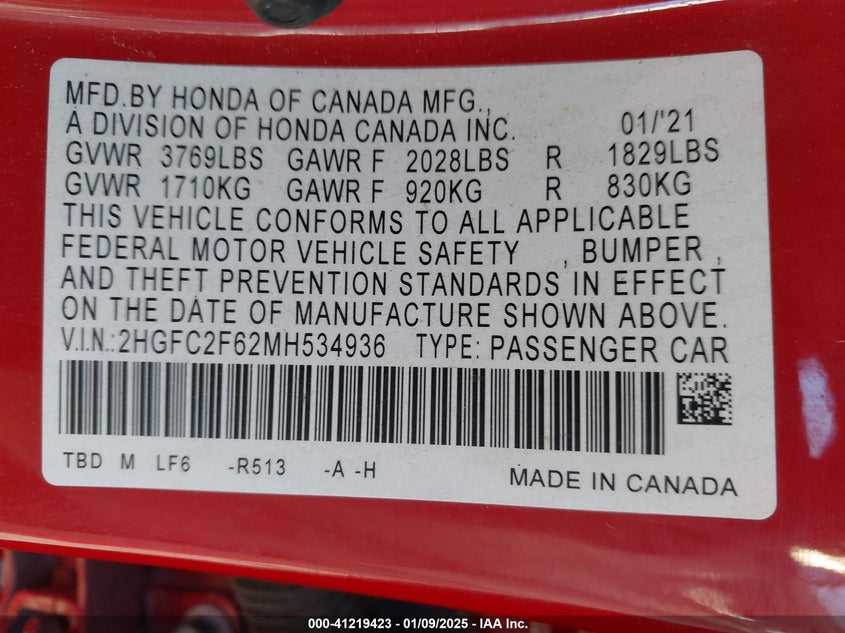 MFD.BY HONDA OF CANADA MFG.,
A DIVISION OF HONDA CANADA INC. 01/'21
GVWR 3769LBS GAWR F 2028LBS R 1829LBS
GVWR 1710KG GAWR F 920KG R 830KG
THIS VEHICLE CONFORMS TO ALL APPLICABLE
FEDERAL MOTOR VEHICLE SAFETY , BUMPER ,
AND THEFT PREVENTION STANDARDS IN EFFECT
ON THE DATE OF MANUFACTURE SHOWN ABOVE.
V.I.N.:2HGFC2F62MH534936 TYPE: PASSENGER CAR
TBD M LF6 -R513 -A -H
MADE IN CANADA
000-41219423 - 01/09/2025 - IAA Inc.